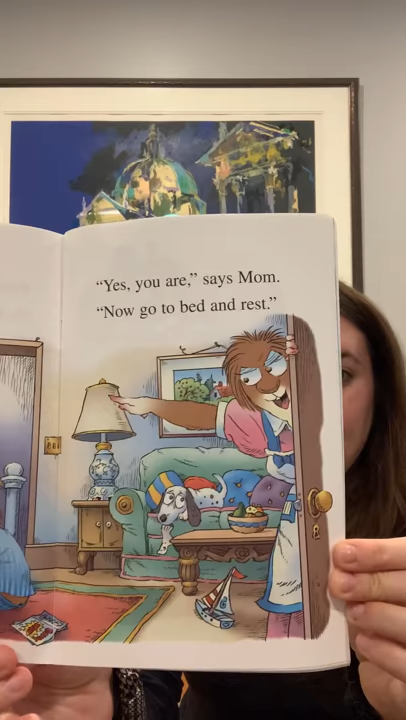 “Yes, you are,” says Mom.
“Now go to bed and rest.”